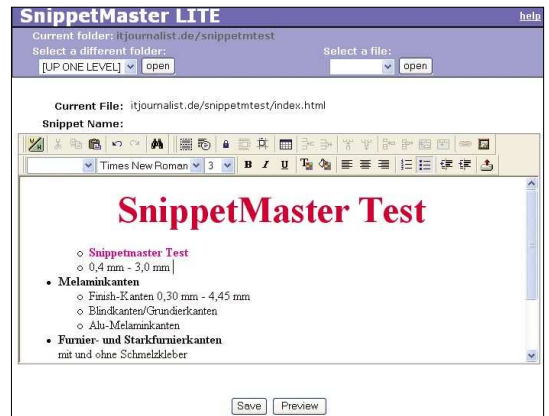 SnippetMaster LITE help
Current folder: itjournalist.de/snippetmtest
Select a different folder: Select a file:
[UP ONE LEVEL] open open
Current File: itjournalist.de/snippetmtest/index.html
Snippet Name:
Times New Roman 3 B I U
SnippetMaster Test
Snippetmaster Test
0,4 mm - 3,0 mm
Melaminkanten
Finish-Kanten 0,30 mm - 4,45 mm
Blindkanten/Grundierkanten
Alu-Melaminkanten
Furnier- und Starkfurnierkanten
mit und ohne Schmelzkleber
Save Preview